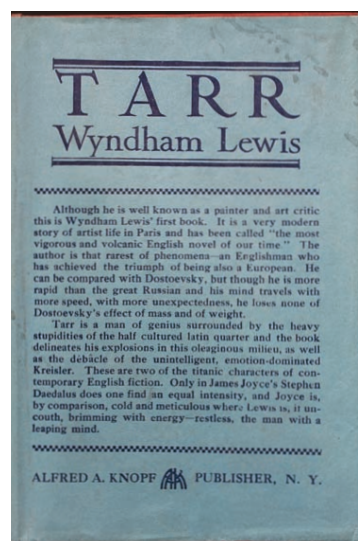 TARR
Wyndham Lewis
Although he is well known as a painter and art critic
this is Wyndham Lewis' first book. It is a very modern
story of artist life in Paris and has been called "the most
vigorous and volcanic English novel of our time." The
author is that rarest of phenomena—an Englishman who
has achieved the triumph of being also a European. He
can be compared with Dostoevsky, but though he is more
rapid than the great Russian and his mind travels with
more speed, with more unexpectedness, he loses none of
Dostoevsky's effect of mass and of weight.
Tarr is a man of genius surrounded by the heavy
stupidities of the half cultured latin quarter and the book
delineates his explosions in this oleaginous milieu, as well
as the débâcle of the unintelligent, emotion-dominated
Kreisler. These are two of the titanic characters of con-
temporary English fiction. Only in James Joyce's Stephen
Daedalus does one find an equal intensity, and Joyce is,
by comparison, cold and meticulous where Lewis is, if un-
couth, brimming with energy—restless, the man with a
leaping mind.
ALFRED A. KNOPF AAK PUBLISHER, N. Y.